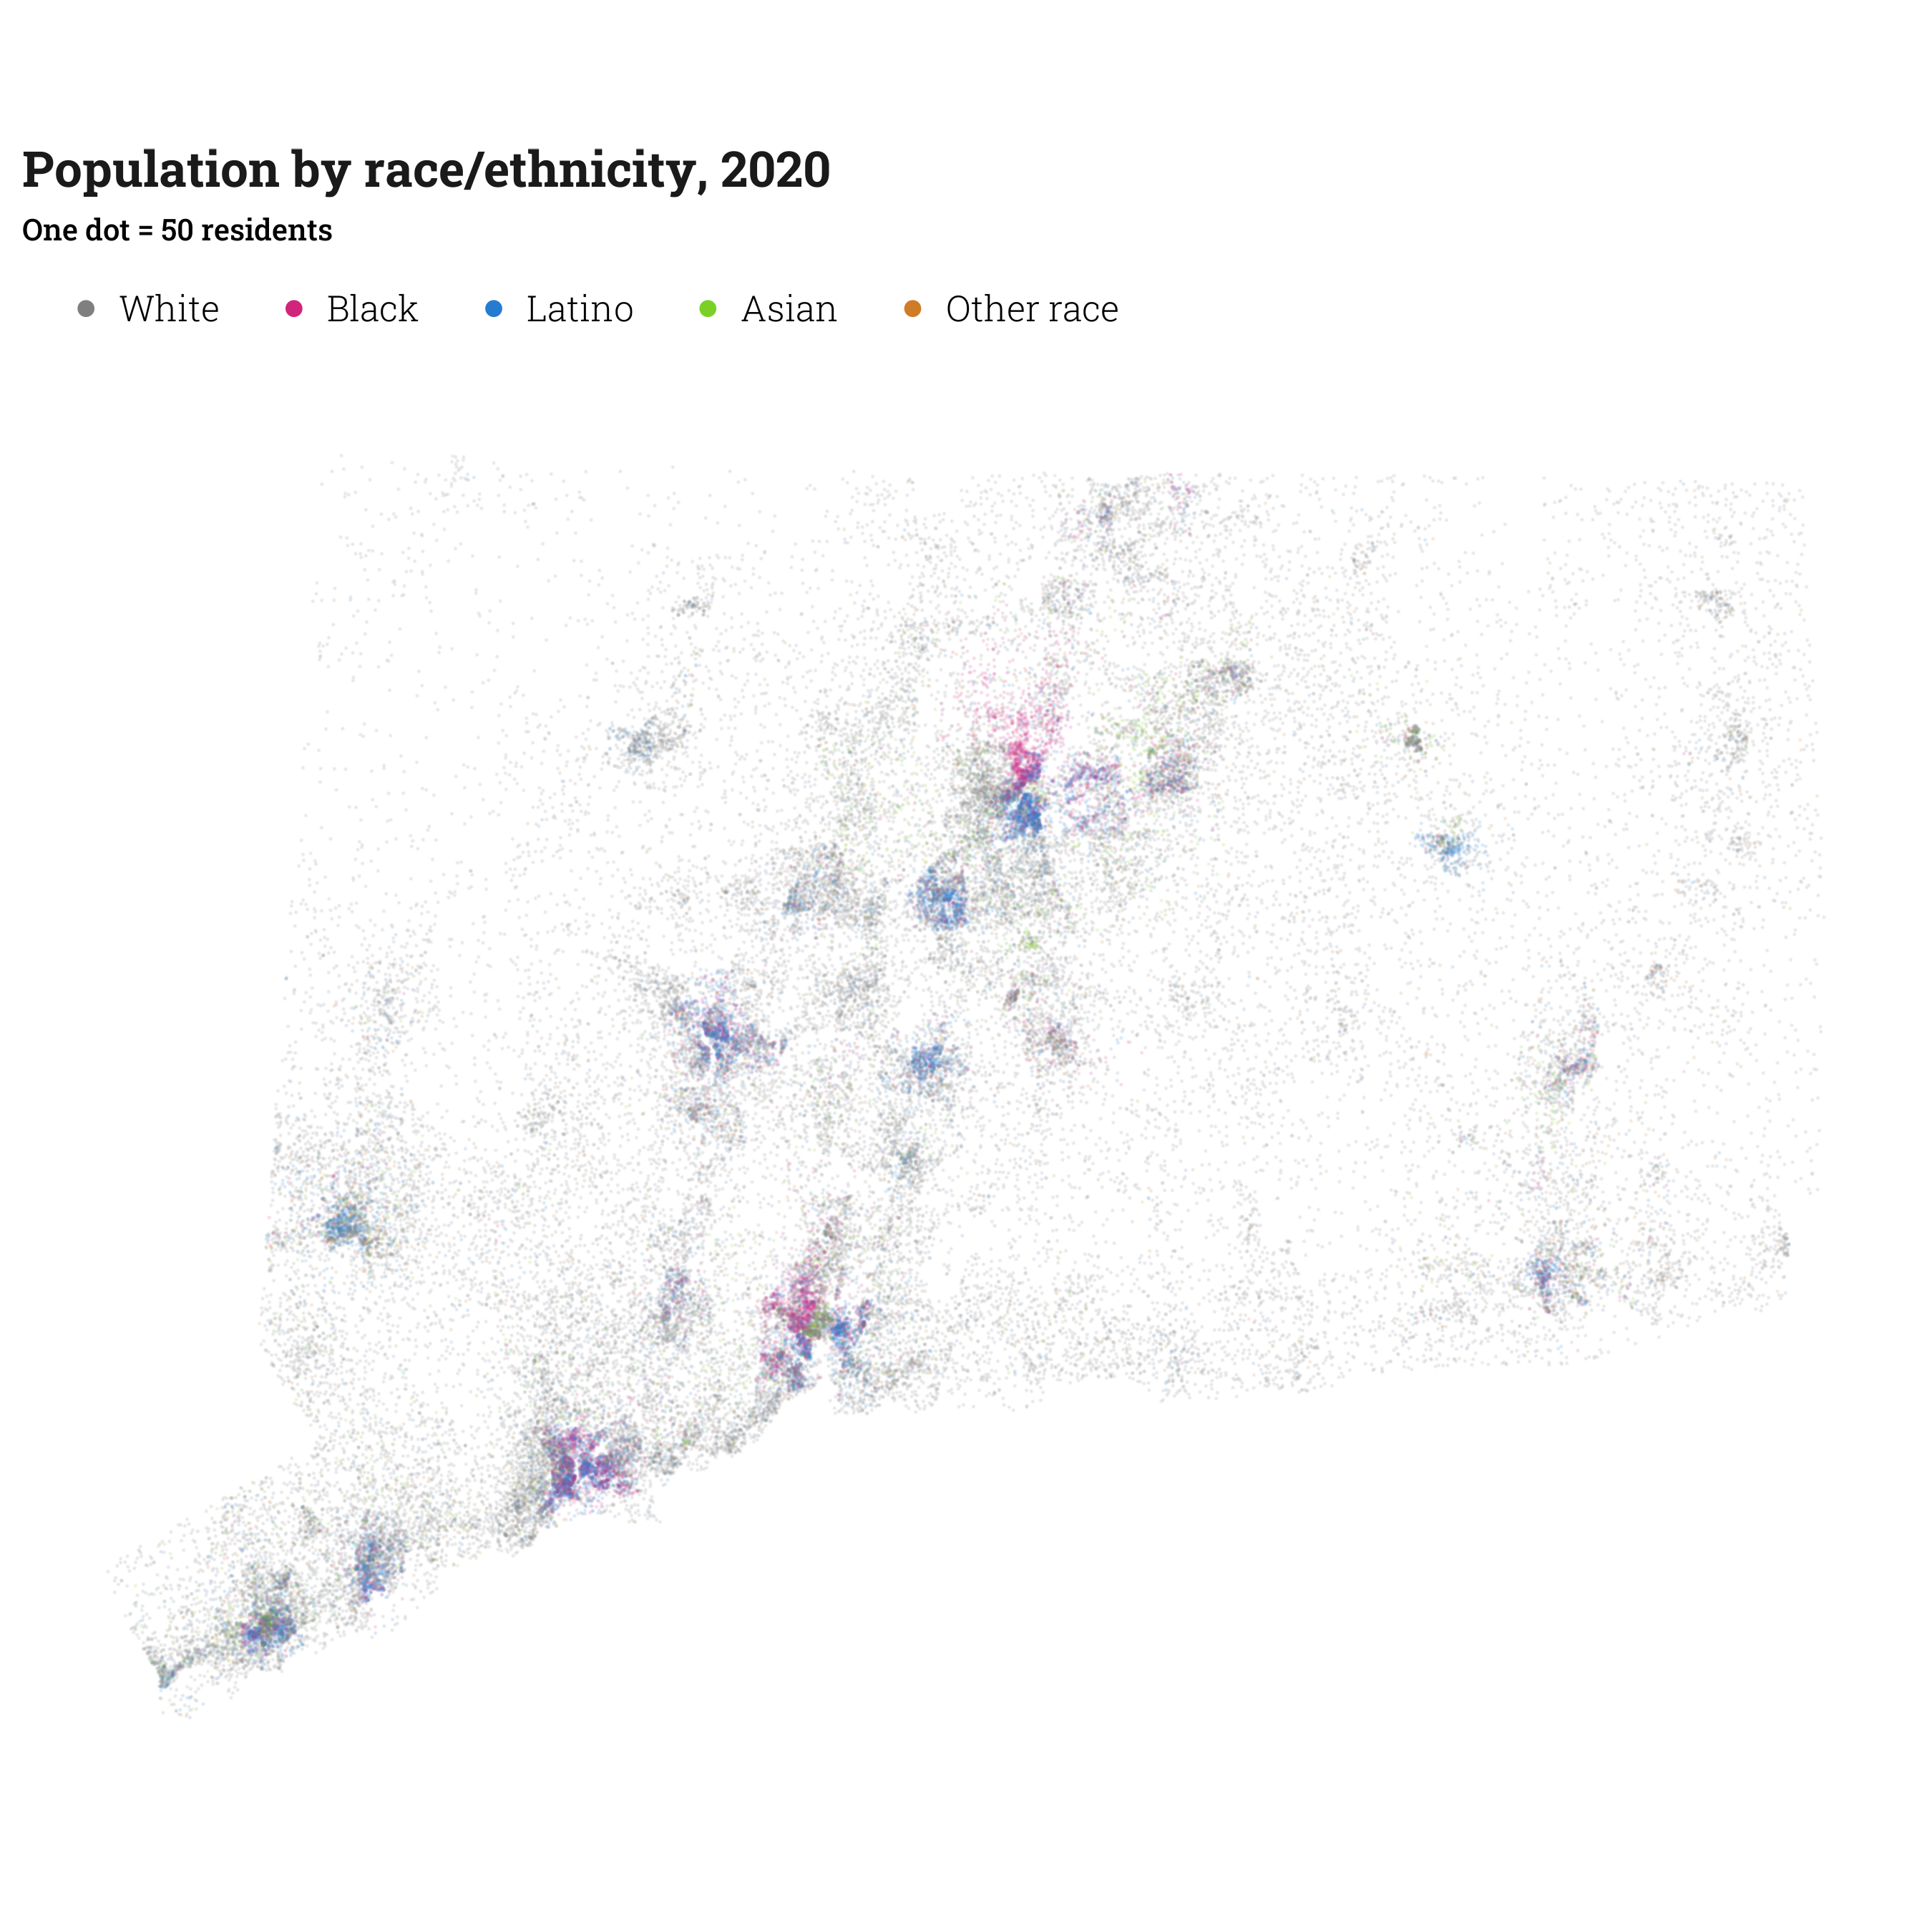 Population by race/ethnicity, 2020
One dot = 50 residents
White Black Latino Asian Other race